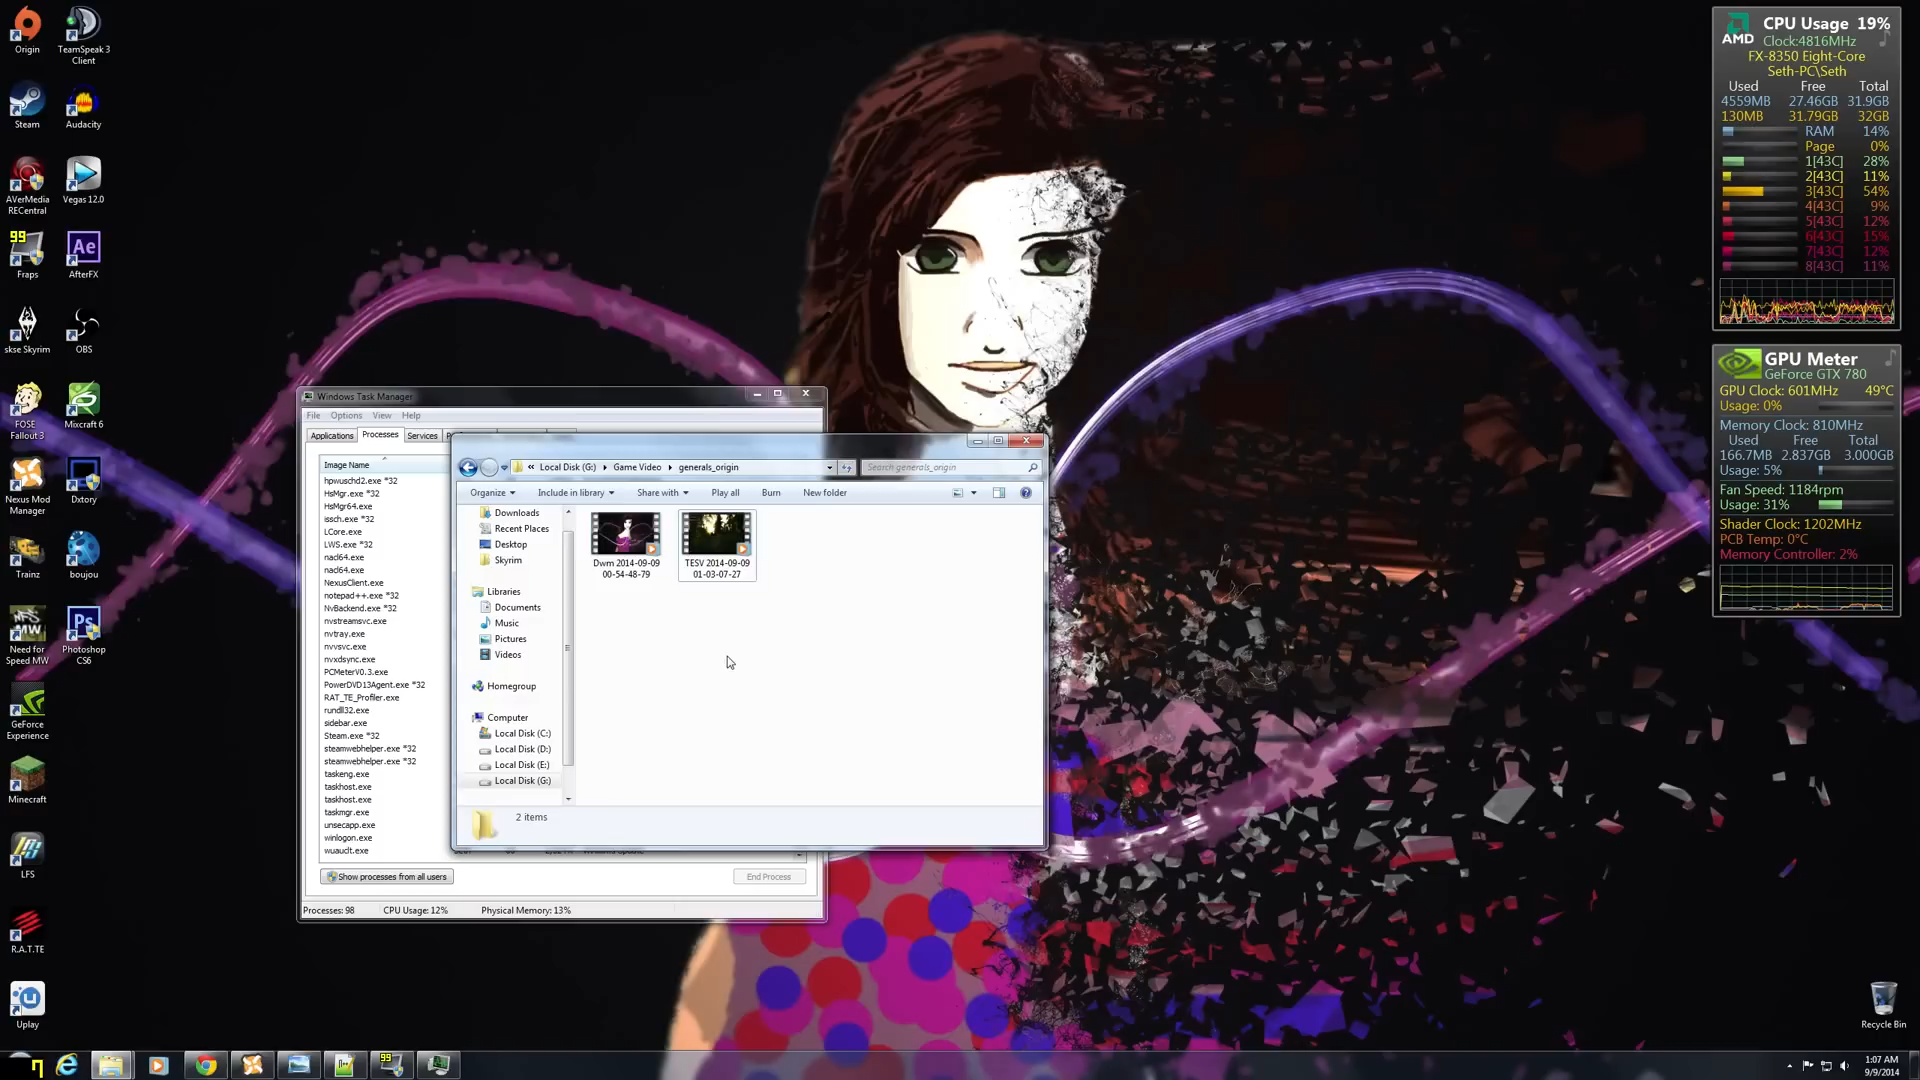 Origin
TeamSpeak 3
Client
Steam
Audacity
AVerMedia
RECentral
Vegas 12.0
99
Fraps
Ae
AfterFX
skse Skyrim
OBS
FOSE
Fallout 3
Mixcraft 6
Nexus Mod
Manager
Dxtory
Trainz
boujou
NFS
MW
Need for
Speed MW
Ps
Photoshop
CS6
GeForce
Experience
Minecraft
LFS
R.A.T.TE
Uplay
Windows Task Manager
File Options View Help
Applications Processes Services
Image Name
hpwuschd2.exe *32
HsMgr.exe *32
HsMgr64.exe
issch.exe *32
LCore.exe
LWS.exe *32
nad64.exe
nad64.exe
NexusClient.exe
notepad++.exe *32
NvBackend.exe *32
nvstreamsvc.exe
nvtray.exe
nvvsvc.exe
nvxdsync.exe
PCMeterV0.3.exe
PowerDVD13Agent.exe *32
RAT_TE_Profiler.exe
rundll32.exe
sidebar.exe
Steam.exe *32
steamwebhelper.exe *32
steamwebhelper.exe *32
taskeng.exe
taskhost.exe
taskhost.exe
taskmgr.exe
unsecapp.exe
winlogon.exe
wuauclt.exe
Show processes from all users
End Process
Processes: 98 CPU Usage: 12% Physical Memory: 13%
« Local Disk (G:) Game Video generals_origin
Search generals_origin
Organize Include in library Share with Play all Burn New folder
Downloads
Recent Places
Desktop
Skyrim
Libraries
Documents
Music
Pictures
Videos
Homegroup
Computer
Local Disk (C:)
Local Disk (D:)
Local Disk (E:)
Local Disk (G:)
Dwm 2014-09-09
00-54-48-79
TESV 2014-09-09
01-03-07-27
2 items
AMD
CPU Usage 19%
Clock:4816MHz
FX-8350 Eight-Core
Seth-PC\Seth
Used Free Total
4559MB 27.46GB 31.9GB
130MB 31.79GB 32GB
RAM 14%
Page 0%
1[43C] 28%
2[43C] 11%
3[43C] 54%
4[43C] 9%
5[43C] 12%
6[43C] 15%
7[43C] 12%
8[43C] 11%
GPU Meter
GeForce GTX 780
GPU Clock: 601MHz 49°C
Usage: 0%
Memory Clock: 810MHz
Used Free Total
166.7MB 2.837GB 3.000GB
Usage: 5%
Fan Speed: 1184rpm
Usage: 31%
Shader Clock: 1202MHz
PCB Temp: 0°C
Memory Controller: 2%
Recycle Bin
99
1:07 AM
9/9/2014